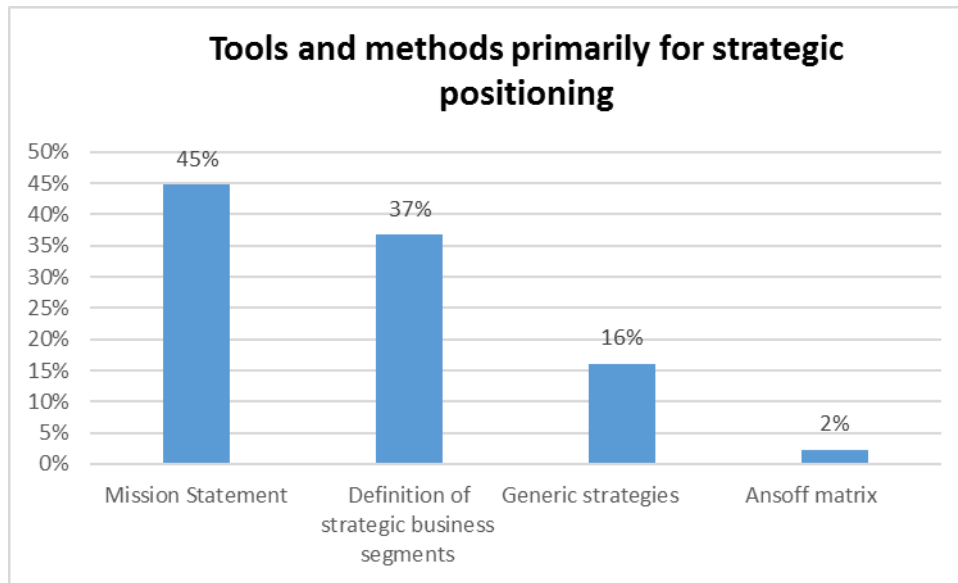 Tools and methods primarily for strategic
positioning
50%
45%
40%
35%
30%
25%
20%
15%
10%
5%
0%
45%
37%
16%
2%
Mission Statement
Definition of
strategic business
segments
Generic strategies
Ansoff matrix